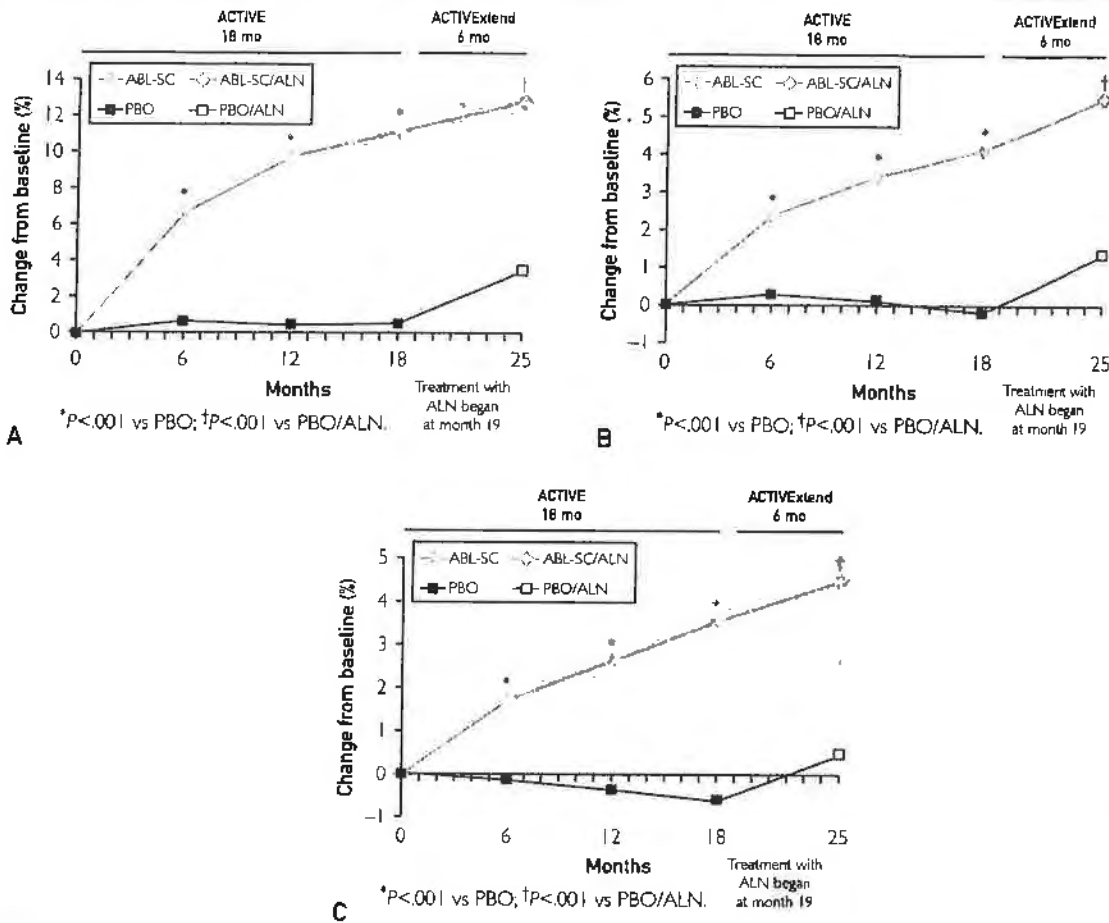 ACTIVE
18 mo
ACTIVExtend
6 mo
14
12
10
8
6
4
2
0
Change from baseline (%)
ABL-SC
ABL-SC/ALN
PBO
PBO/ALN
*
*
*
†
0
6
12
18
25
Months
Treatment with
ALN began
at month 19
*P<.001 vs PBO; †P<.001 vs PBO/ALN.
A
ACTIVE
18 mo
ACTIVExtend
6 mo
6
5
4
3
2
1
0
−1
Change from baseline (%)
ABL-SC
ABL-SC/ALN
PBO
PBO/ALN
*
*
*
†
0
6
12
18
25
Months
Treatment with
ALN began
at month 19
*P<.001 vs PBO; †P<.001 vs PBO/ALN.
B
ACTIVE
18 mo
ACTIVExtend
6 mo
5
4
3
2
1
0
−1
Change from baseline (%)
ABL-SC
ABL-SC/ALN
PBO
PBO/ALN
*
*
*
†
0
6
12
18
25
Months
Treatment with
ALN began
at month 19
*P<.001 vs PBO; †P<.001 vs PBO/ALN.
C